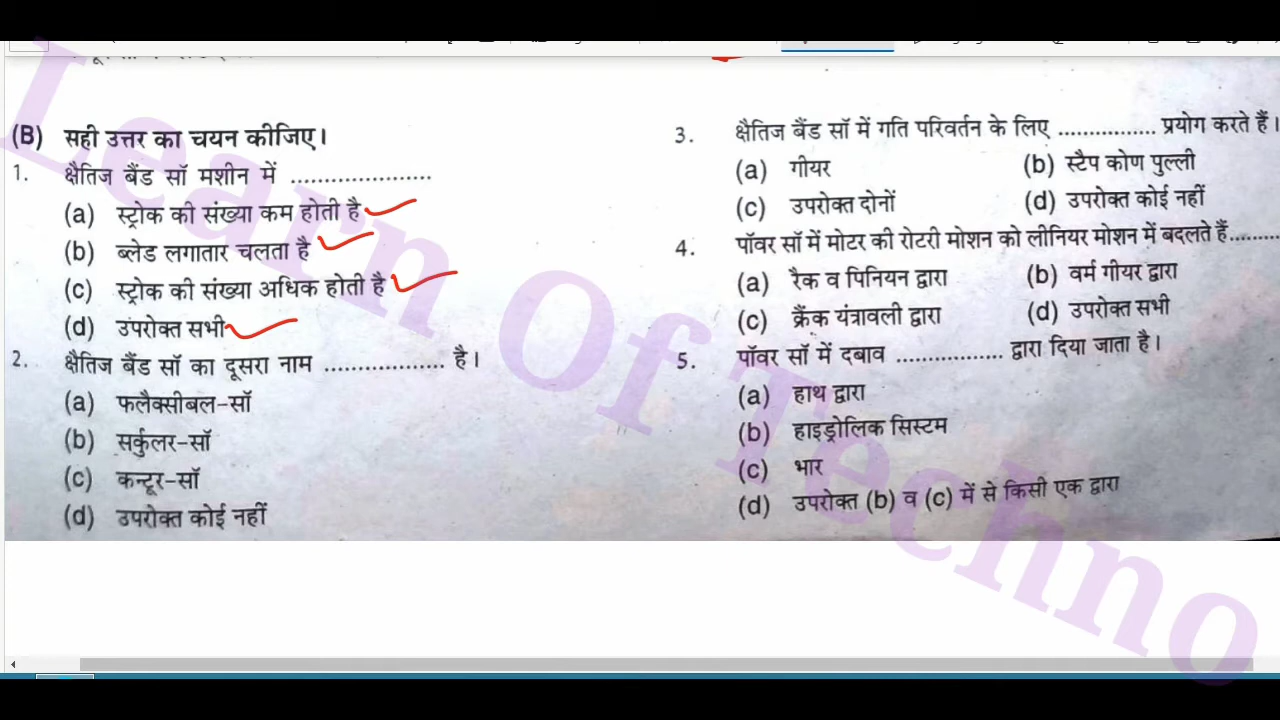 (B) सही उत्तर का चयन कीजिए।
1. क्षैतिज बैंड सॉ मशीन में .....................
(a) स्ट्रोक की संख्या कम होती है
(b) ब्लेड लगातार चलता है
(c) स्ट्रोक की संख्या अधिक होती है
(d) उपरोक्त सभी
2. क्षैतिज बैंड सॉ का दूसरा नाम .................. है।
(a) फलैक्सीबल-सॉ
(b) सर्कुलर-सॉ
(c) कन्टूर-सॉ
(d) उपरोक्त कोई नहीं
3. क्षैतिज बैंड सॉ में गति परिवर्तन के लिए ............... प्रयोग करते हैं।
(a) गीयर (b) स्टैप कोण पुल्ली
(c) उपरोक्त दोनों (d) उपरोक्त कोई नहीं
4. पॉवर सॉ में मोटर की रोटरी मोशन को लीनियर मोशन में बदलते हैं.........
(a) रैक व पिनियन द्वारा (b) वर्म गीयर द्वारा
(c) क्रैंक यंत्रावली द्वारा (d) उपरोक्त सभी
5. पॉवर सॉ में दबाव ................ द्वारा दिया जाता है।
(a) हाथ द्वारा
(b) हाइड्रोलिक सिस्टम
(c) भार
(d) उपरोक्त (b) व (c) में से किसी एक द्वारा
Learn Of Techno